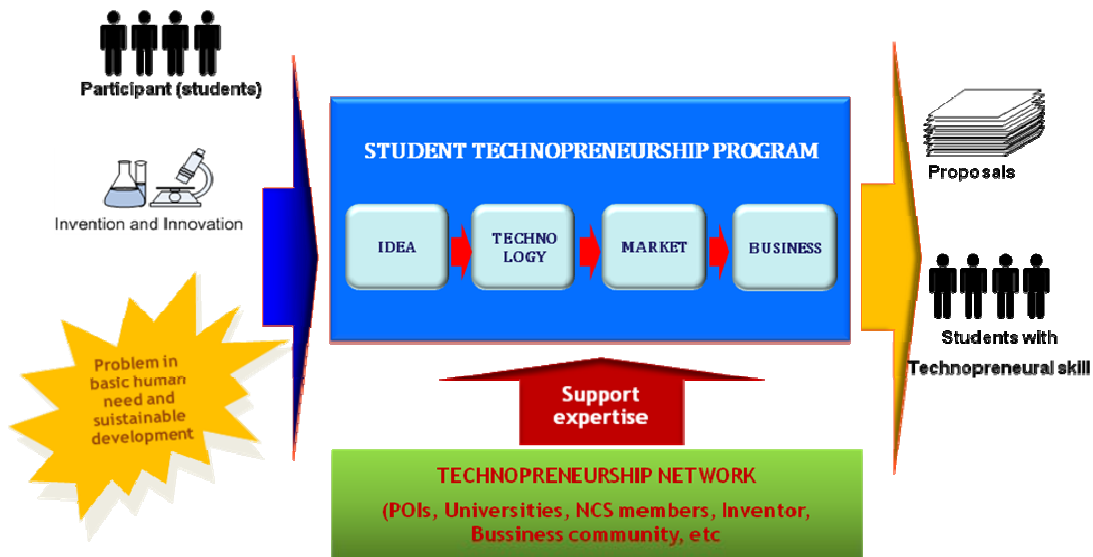 Participant (students)
Invention and Innovation
Problem in
basic human
need and
suistainable
development
STUDENT TECHNOPRENEURSHIP PROGRAM
IDEA
TECHNO
LOGY
MARKET
BUSINESS
Support
expertise
TECHNOPRENEURSHIP NETWORK
(POIs, Universities, NCS members, Inventor,
Bussiness community, etc
Proposals
Students with
Technopreneural skill